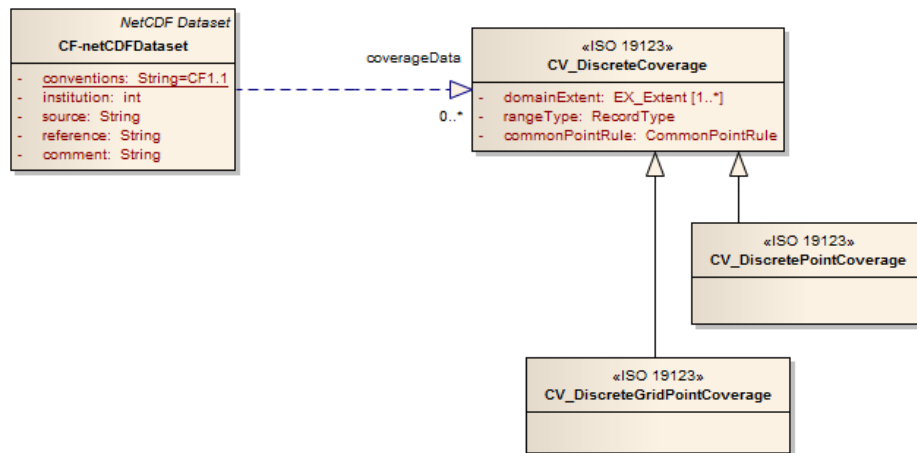 NetCDF Dataset
CF-netCDFDataset
- conventions: String=CF1.1
- institution: int
- source: String
- reference: String
- comment: String
coverageData
0..*
«ISO 19123»
CV_DiscreteCoverage
- domainExtent: EX_Extent [1..*]
- rangeType: RecordType
- commonPointRule: CommonPointRule
«ISO 19123»
CV_DiscretePointCoverage
«ISO 19123»
CV_DiscreteGridPointCoverage